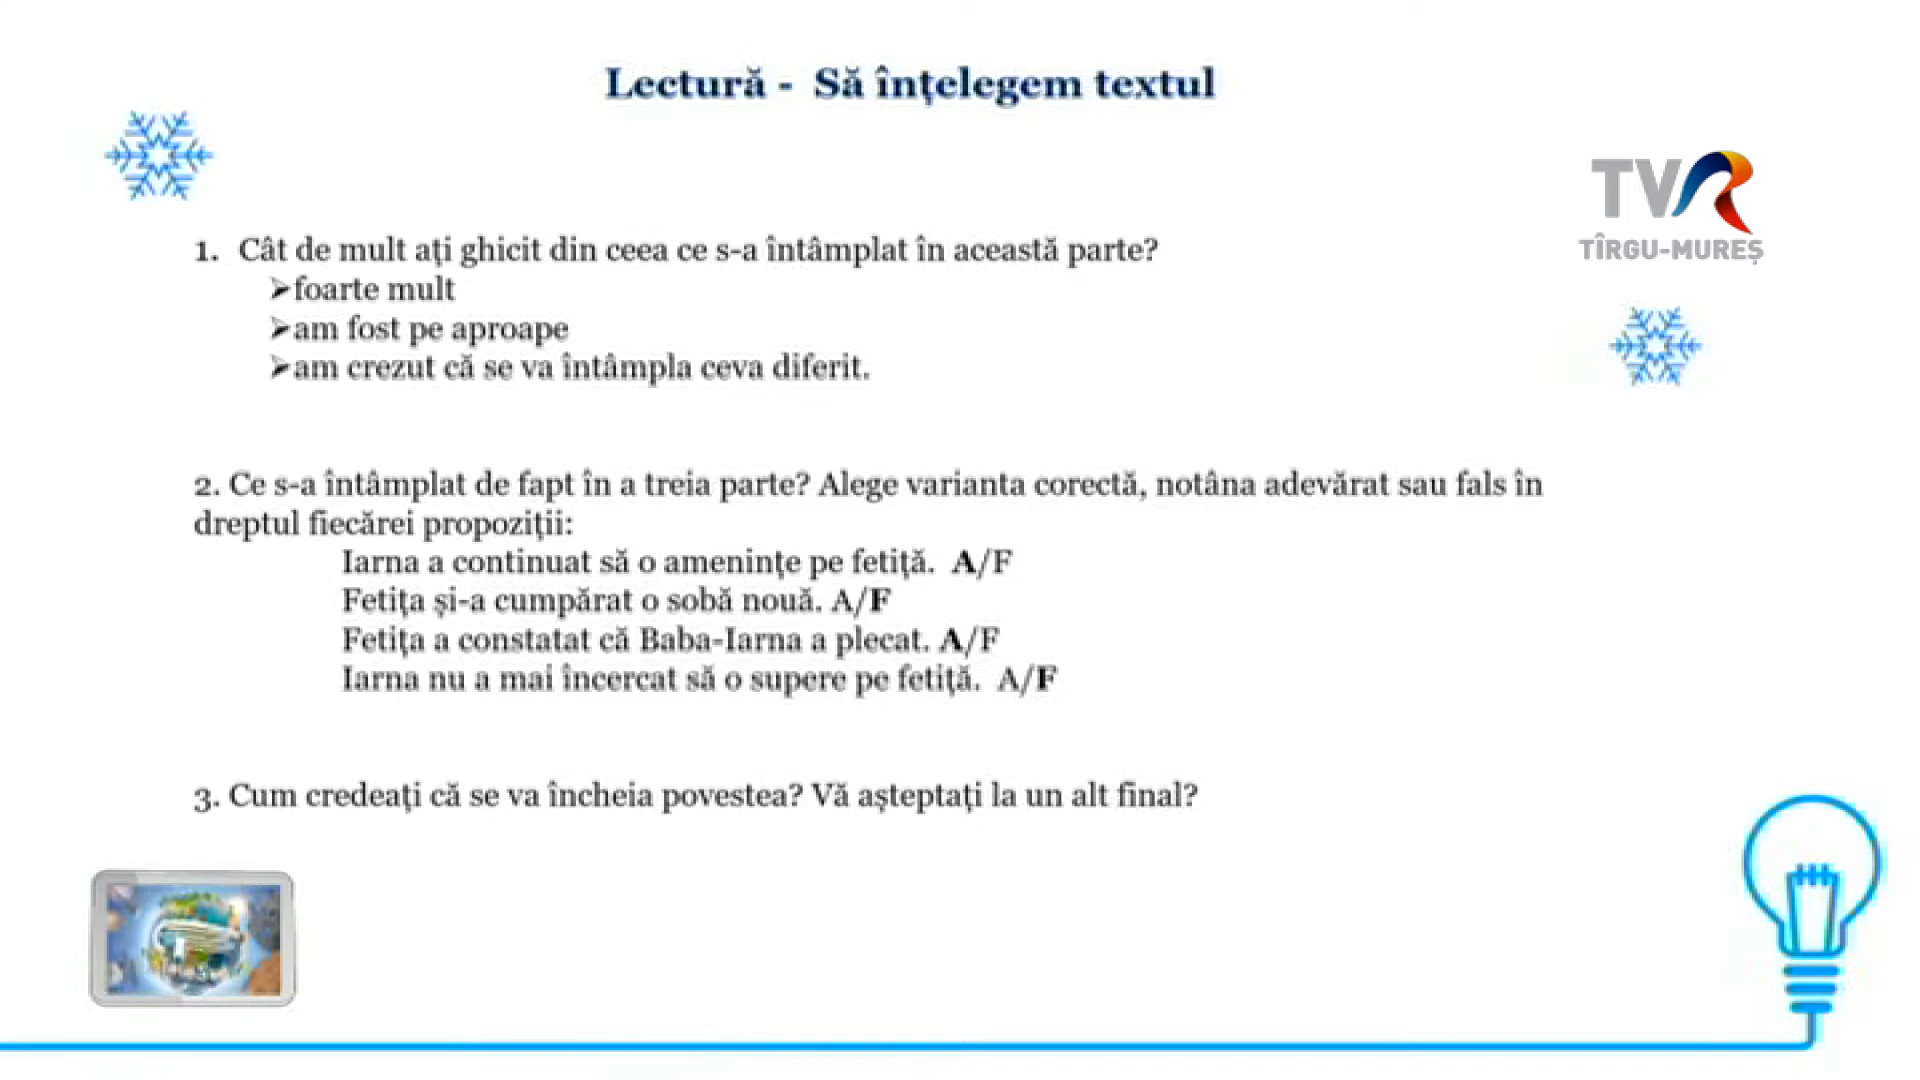 Lectură - Să înțelegem textul
TVR
TÎRGU-MUREȘ
1. Cât de mult ați ghicit din ceea ce s-a întâmplat în această parte?
➢foarte mult
➢am fost pe aproape
➢am crezut că se va întâmpla ceva diferit.
2. Ce s-a întâmplat de fapt în a treia parte? Alege varianta corectă, notâna adevărat sau fals în
dreptul fiecărei propoziții:
Iarna a continuat să o amenințe pe fetiță. A/F
Fetița și-a cumpărat o sobă nouă. A/F
Fetița a constatat că Baba-Iarna a plecat. A/F
Iarna nu a mai încercat să o supere pe fetiță. A/F
3. Cum credeați că se va încheia povestea? Vă așteptați la un alt final?